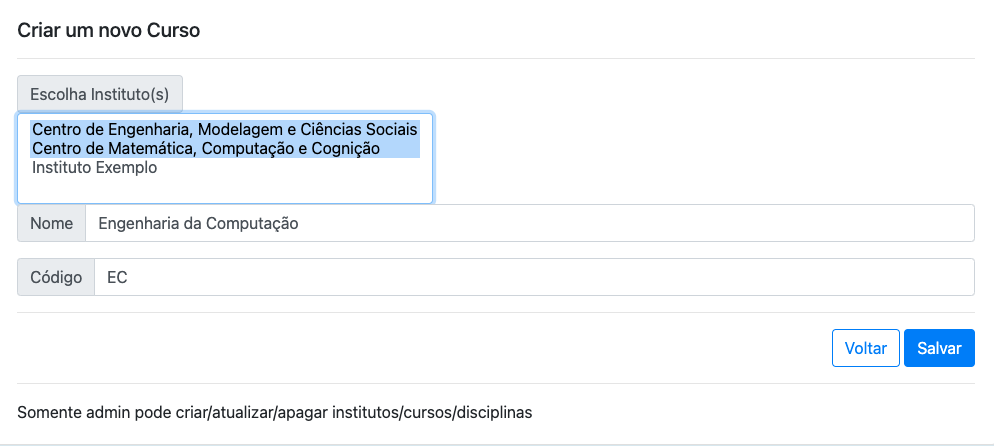 Criar um novo Curso
Escolha Instituto(s)
Centro de Engenharia, Modelagem e Ciências Sociais
Centro de Matemática, Computação e Cognição
Instituto Exemplo
Nome Engenharia da Computação
Código EC
Voltar Salvar
Somente admin pode criar/atualizar/apagar institutos/cursos/disciplinas